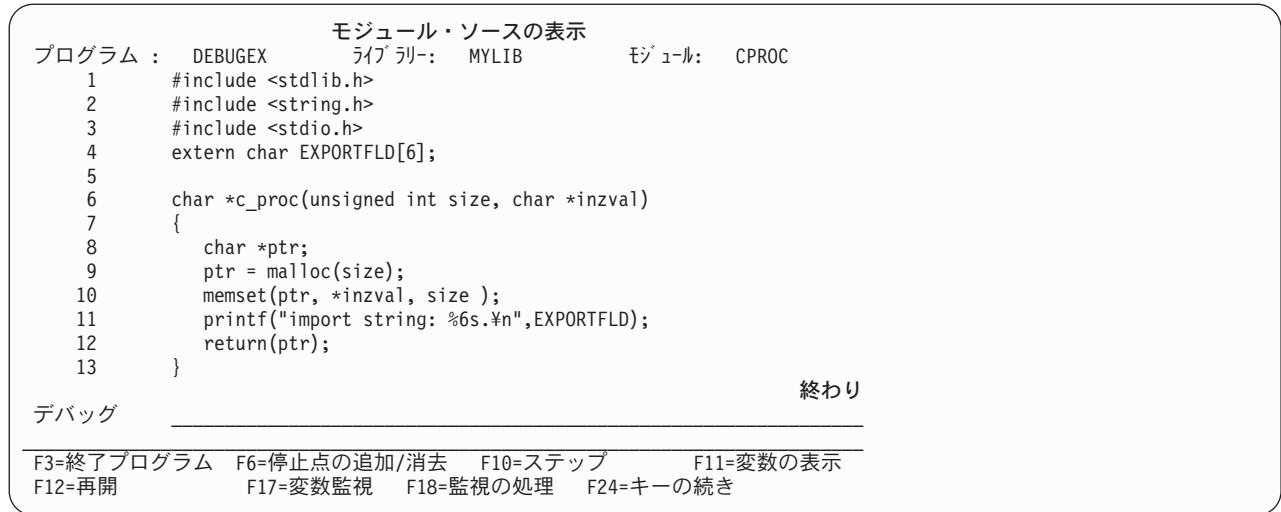 モジュール・ソースの表示
プログラム : DEBUGEX ﾗｲﾌﾞﾗﾘｰ: MYLIB ﾓｼﾞｭｰﾙ: CPROC
1 #include <stdlib.h>
2 #include <string.h>
3 #include <stdio.h>
4 extern char EXPORTFLD[6];
5
6 char *c_proc(unsigned int size, char *inzval)
7 {
8 char *ptr;
9 ptr = malloc(size);
10 memset(ptr, *inzval, size );
11 printf("import string: %6s.¥n",EXPORTFLD);
12 return(ptr);
13 }
終わり
デバッグ
F3=終了プログラム F6=停止点の追加/消去 F10=ステップ F11=変数の表示
F12=再開 F17=変数監視 F18=監視の処理 F24=キーの続き